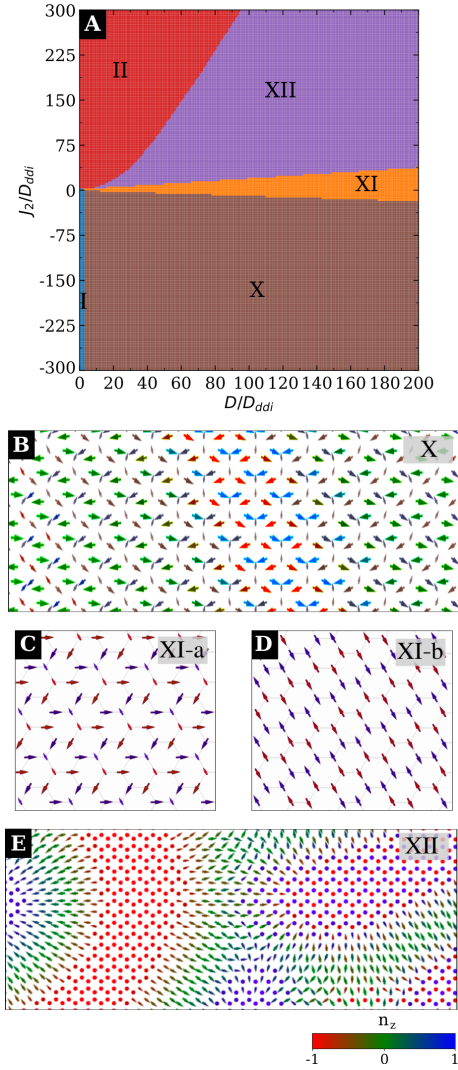 A
300
225
150
75
0
-75
-150
-225
-300
J2/Dddi
II
XII
XI
I
X
0 20 40 60 80 100 120 140 160 180 200
D/Dddi
B X
C XI-a
D XI-b
E XII
nz
-1 0 1